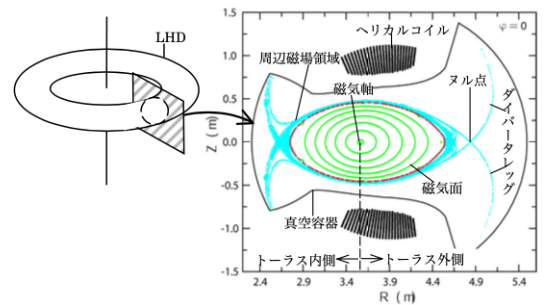 LHD
φ=0
ヘリカルコイル
周辺磁場領域
磁気軸
ヌル点
ダイバータレッグ
磁気面
真空容器
トーラス内側
トーラス外側
1.5
1.0
0.5
0.0
-0.5
-1.0
-1.5
Z (m)
2.4 2.9 3.4 3.9 4.4 4.9 5.4
R (m)